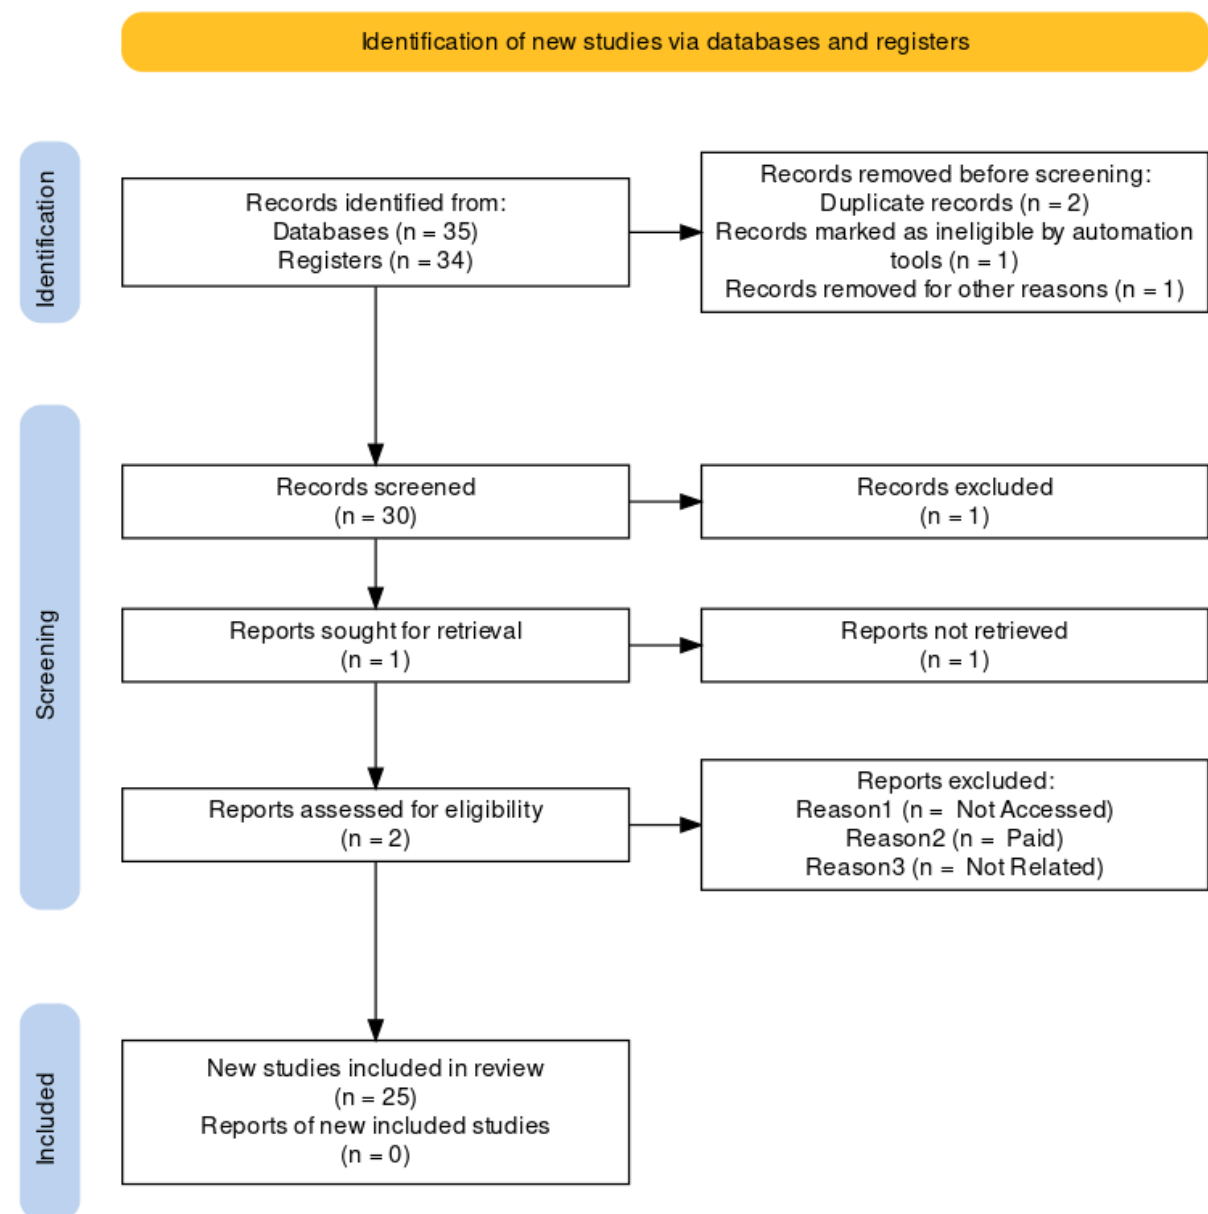 Identification of new studies via databases and registers
Identification
Records identified from:
Databases (n = 35)
Registers (n = 34)
Records removed before screening:
Duplicate records (n = 2)
Records marked as ineligible by automation
tools (n = 1)
Records removed for other reasons (n = 1)
Screening
Records screened
(n = 30)
Records excluded
(n = 1)
Reports sought for retrieval
(n = 1)
Reports not retrieved
(n = 1)
Reports assessed for eligibility
(n = 2)
Reports excluded:
Reason1 (n = Not Accessed)
Reason2 (n = Paid)
Reason3 (n = Not Related)
Included
New studies included in review
(n = 25)
Reports of new included studies
(n = 0)